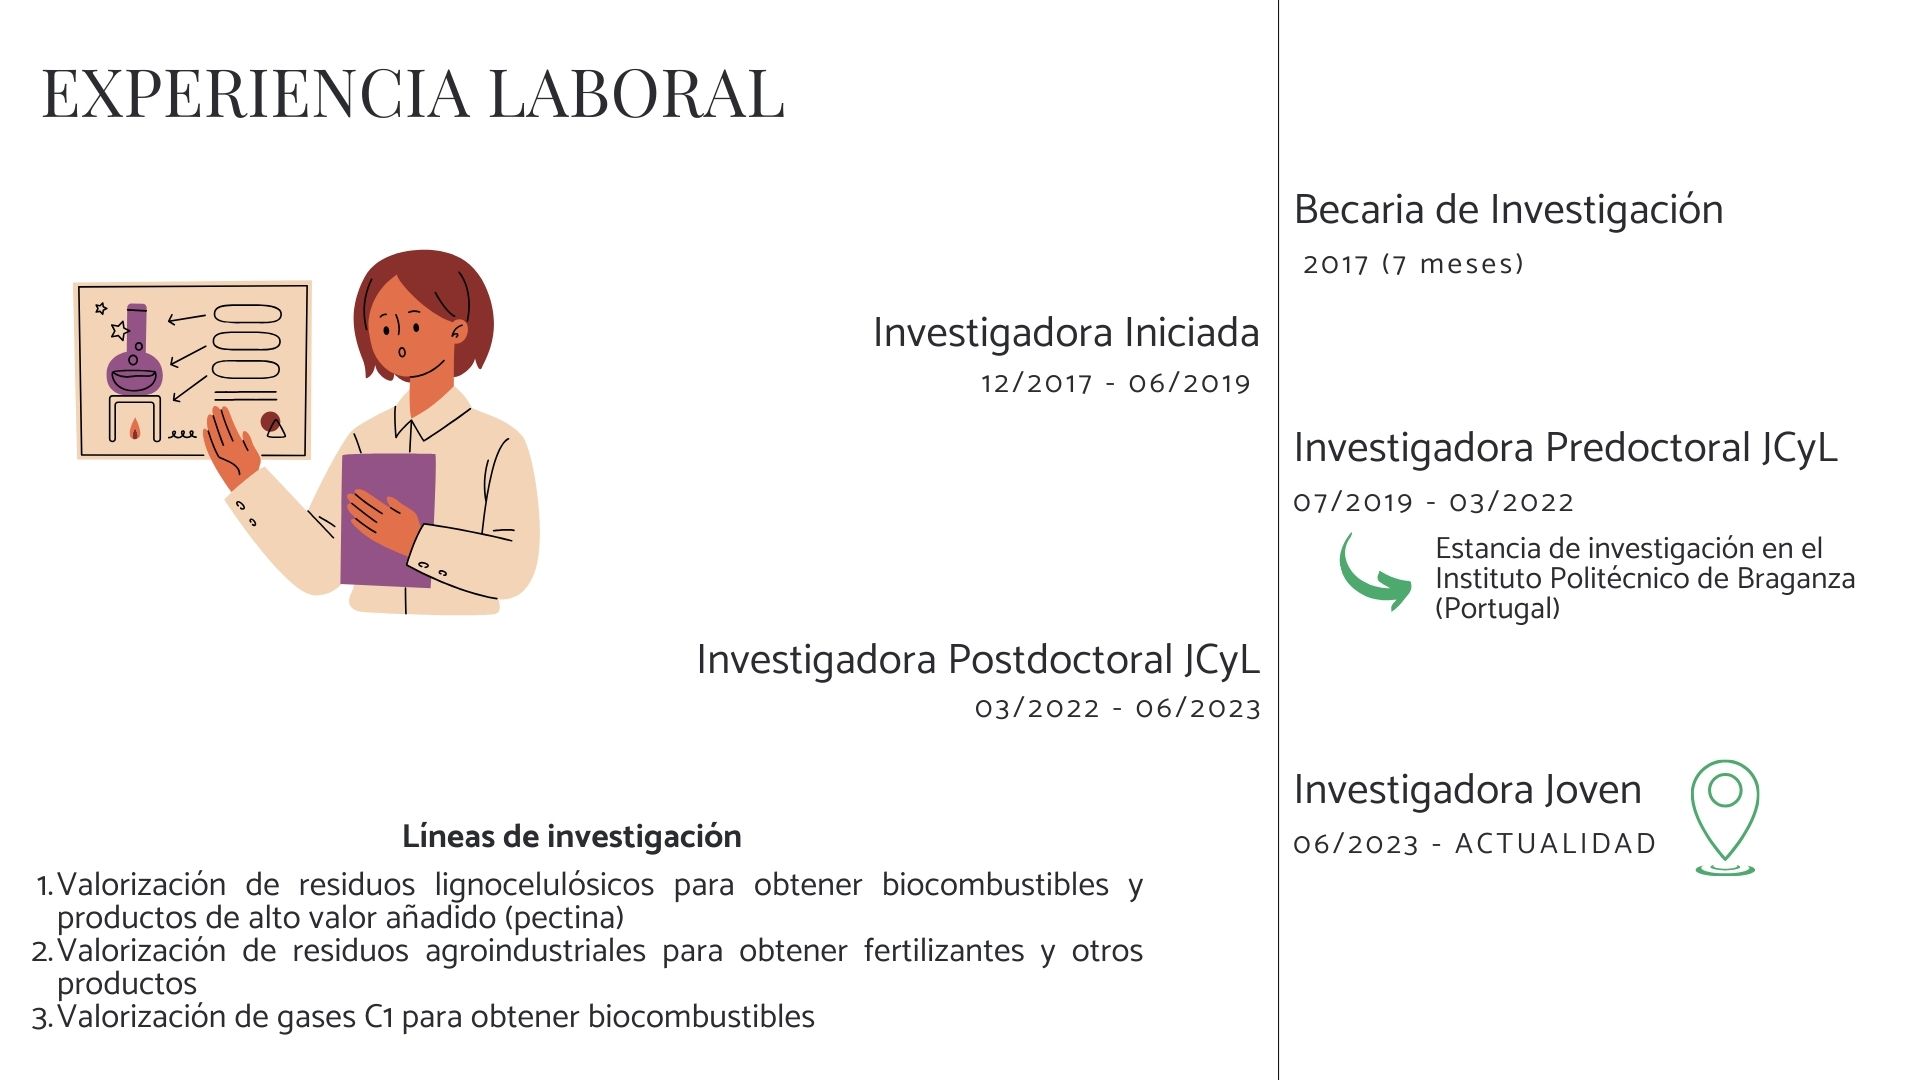 EXPERIENCIA LABORAL
Becaria de Investigación
2017 (7 meses)
Investigadora Iniciada
12/2017 - 06/2019
Investigadora Predoctoral JCyL
07/2019 - 03/2022
Estancia de investigación en el
Instituto Politécnico de Braganza
(Portugal)
Investigadora Postdoctoral JCyL
03/2022 - 06/2023
Investigadora Joven
06/2023 - ACTUALIDAD
Líneas de investigación
1. Valorización de residuos lignocelulósicos para obtener biocombustibles y
productos de alto valor añadido (pectina)
2. Valorización de residuos agroindustriales para obtener fertilizantes y otros
productos
3. Valorización de gases C1 para obtener biocombustibles